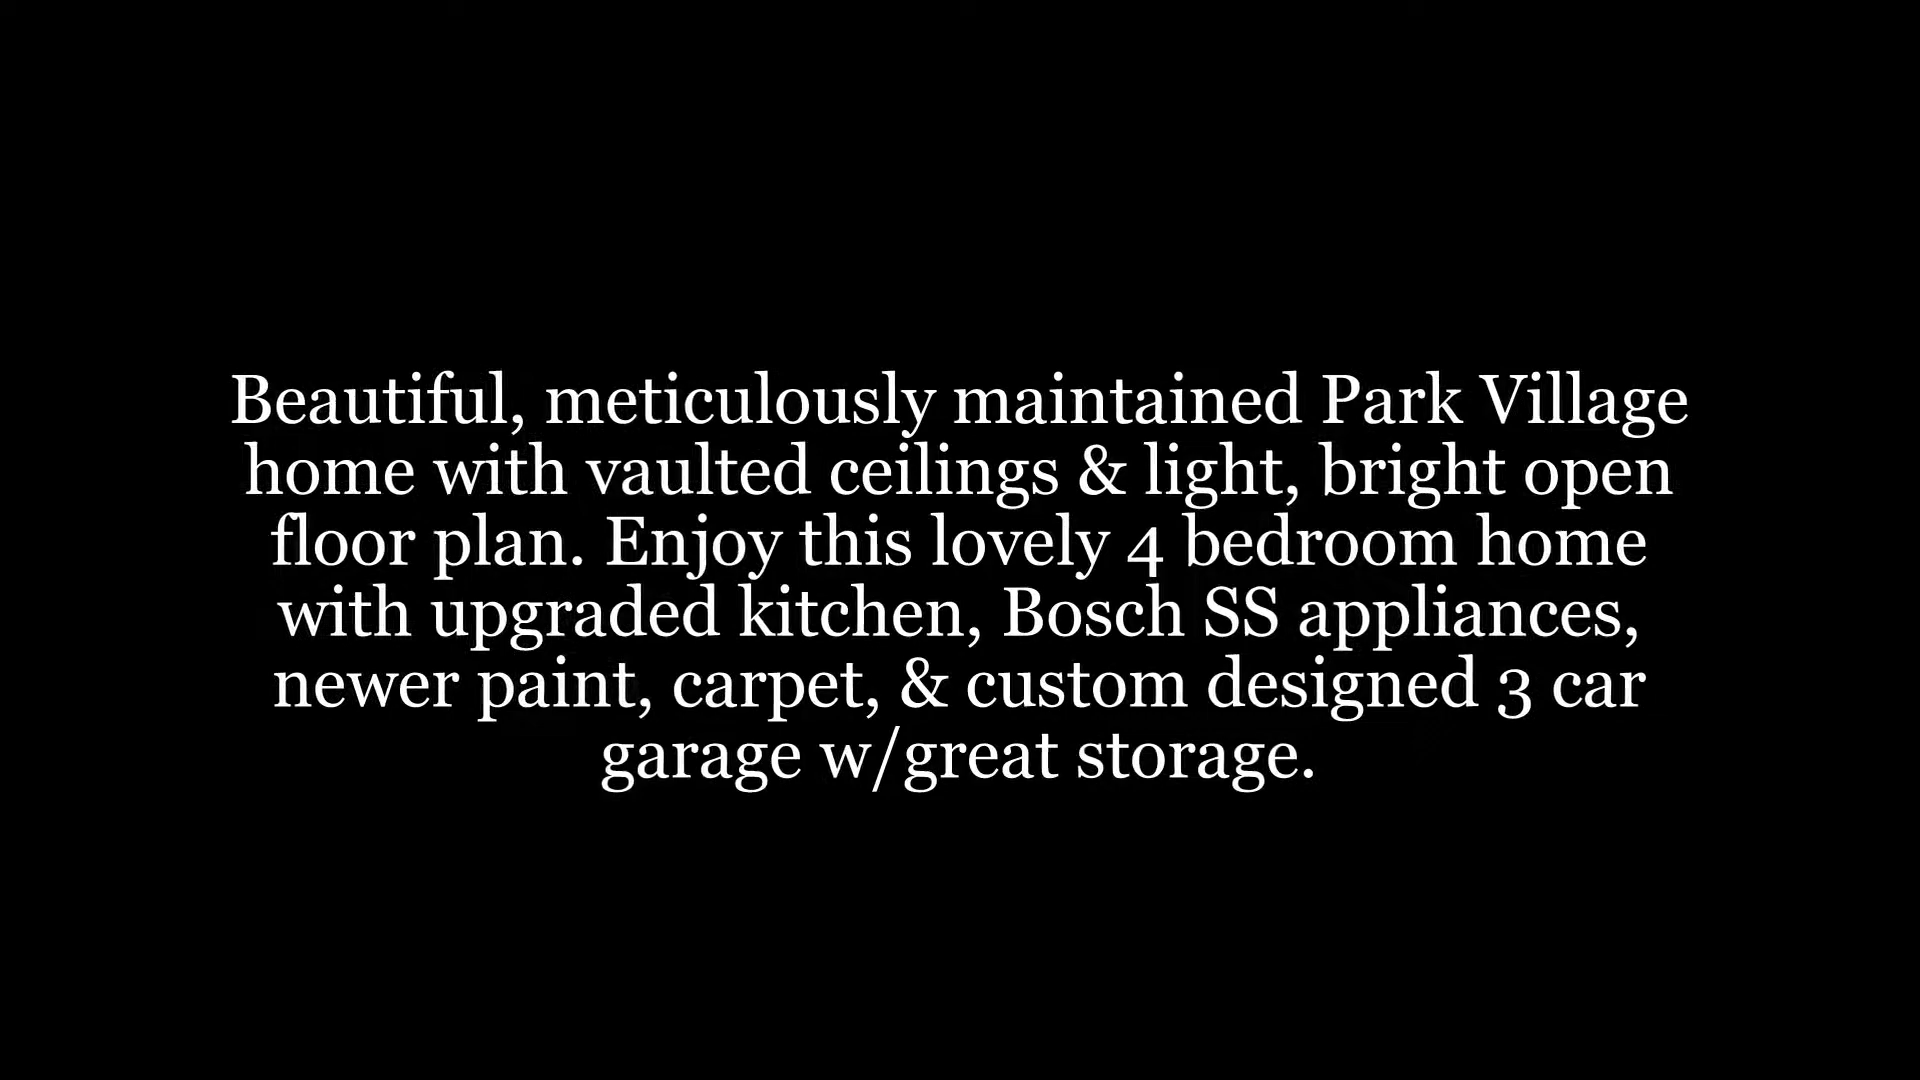 Beautiful, meticulously maintained Park Village
home with vaulted ceilings & light, bright open
floor plan. Enjoy this lovely 4 bedroom home
with upgraded kitchen, Bosch SS appliances,
newer paint, carpet, & custom designed 3 car
garage w/great storage.